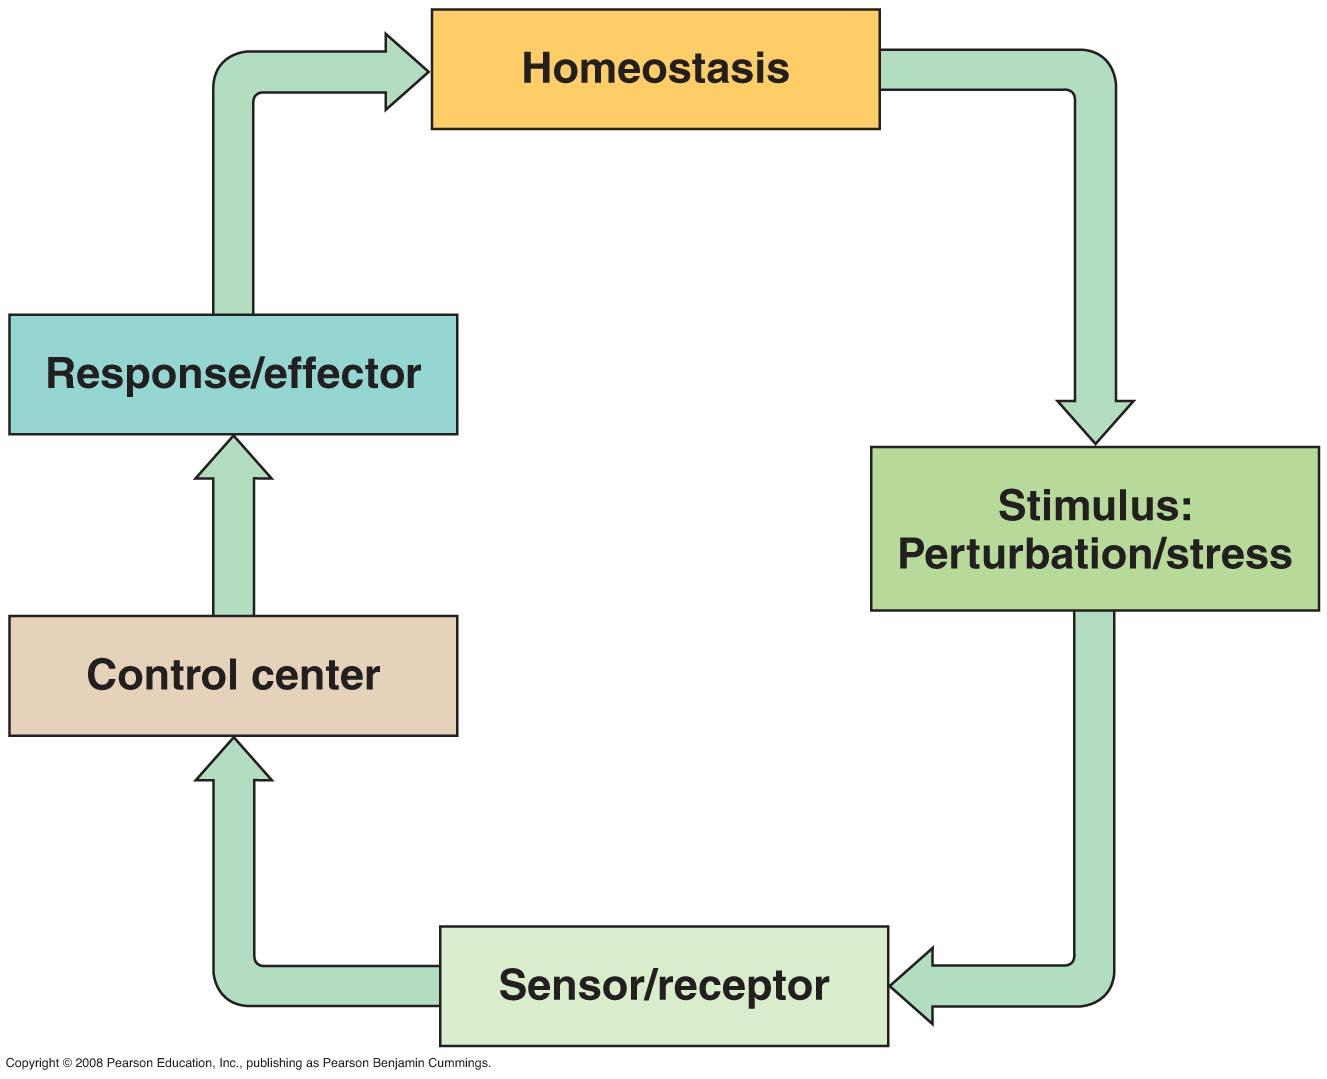 Homeostasis
Response/effector
Stimulus:
Perturbation/stress
Control center
Sensor/receptor
Copyright © 2008 Pearson Education, Inc., publishing as Pearson Benjamin Cummings.